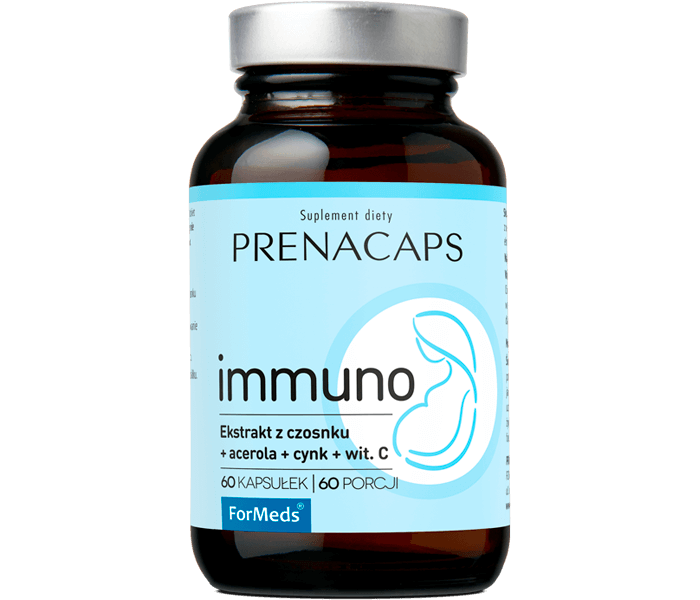 Suplement diety
PRENACAPS
immuno
Ekstrakt z czosnku
+ acerola + cynk + wit. C
60 KAPSUŁEK | 60 PORCJI
ForMeds®